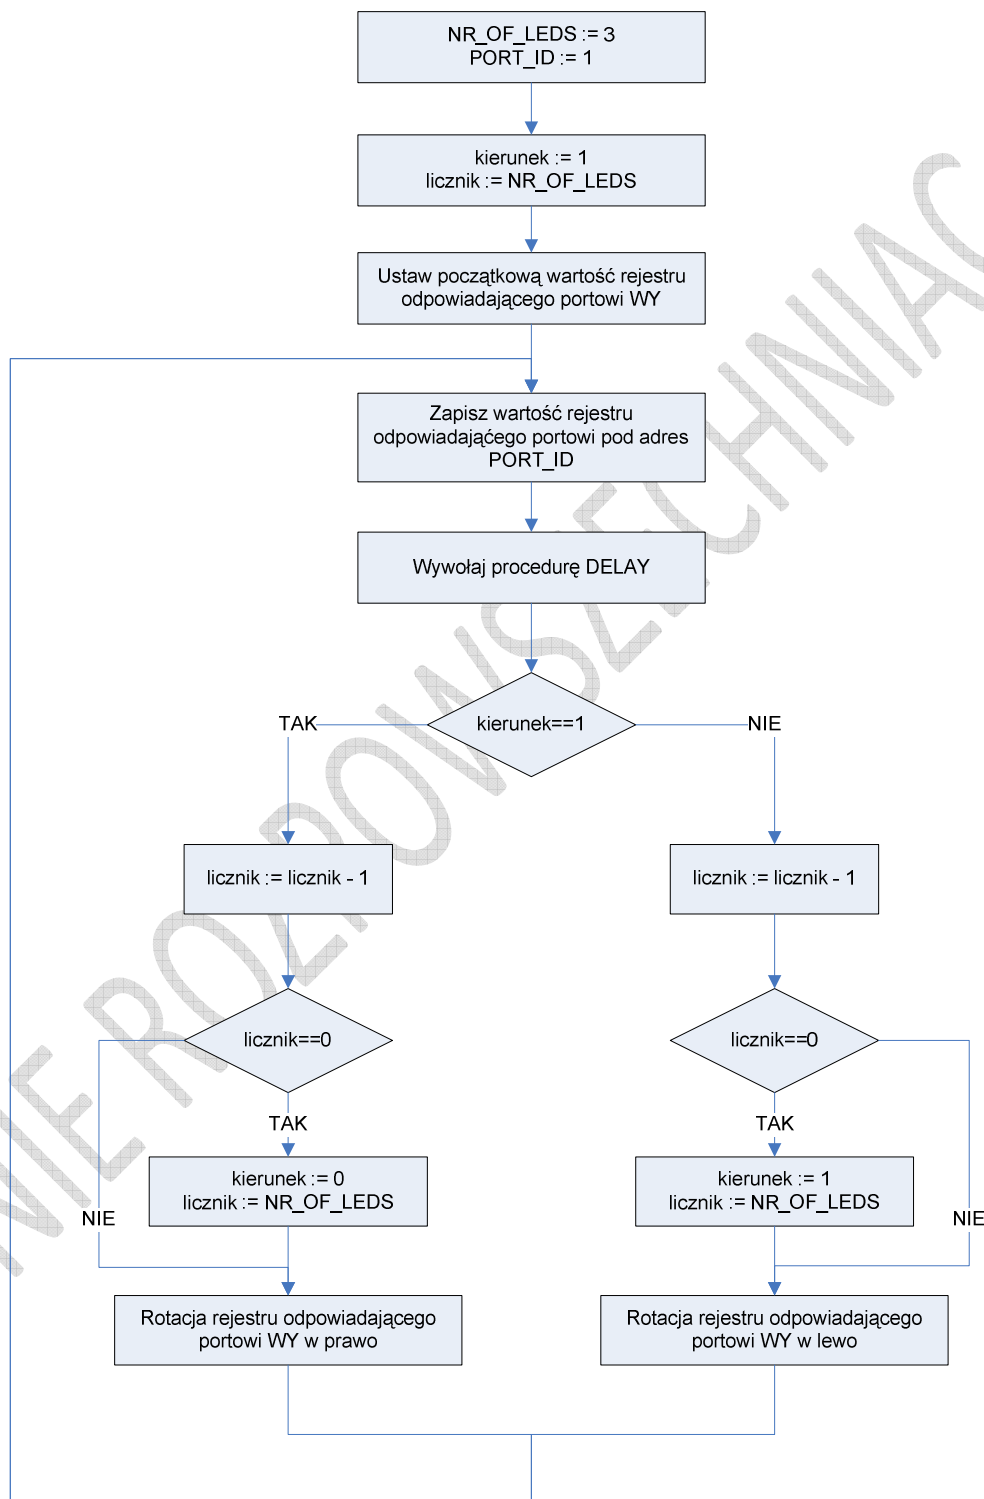 NR_OF_LEDS := 3
PORT_ID := 1
kierunek := 1
licznik := NR_OF_LEDS
Ustaw początkową wartość rejestru
odpowiadającego portowi WY
Zapisz wartość rejestru
odpowiadająćego portowi pod adres
PORT_ID
Wywołaj procedurę DELAY
kierunek==1
TAK
NIE
licznik := licznik - 1
licznik := licznik - 1
licznik==0
licznik==0
TAK
TAK
kierunek := 0
licznik := NR_OF_LEDS
kierunek := 1
licznik := NR_OF_LEDS
NIE
NIE
Rotacja rejestru odpowiadającego
portowi WY w prawo
Rotacja rejestru odpowiadającego
portowi WY w lewo
NIE ROZPOWSZECHNIAĆ